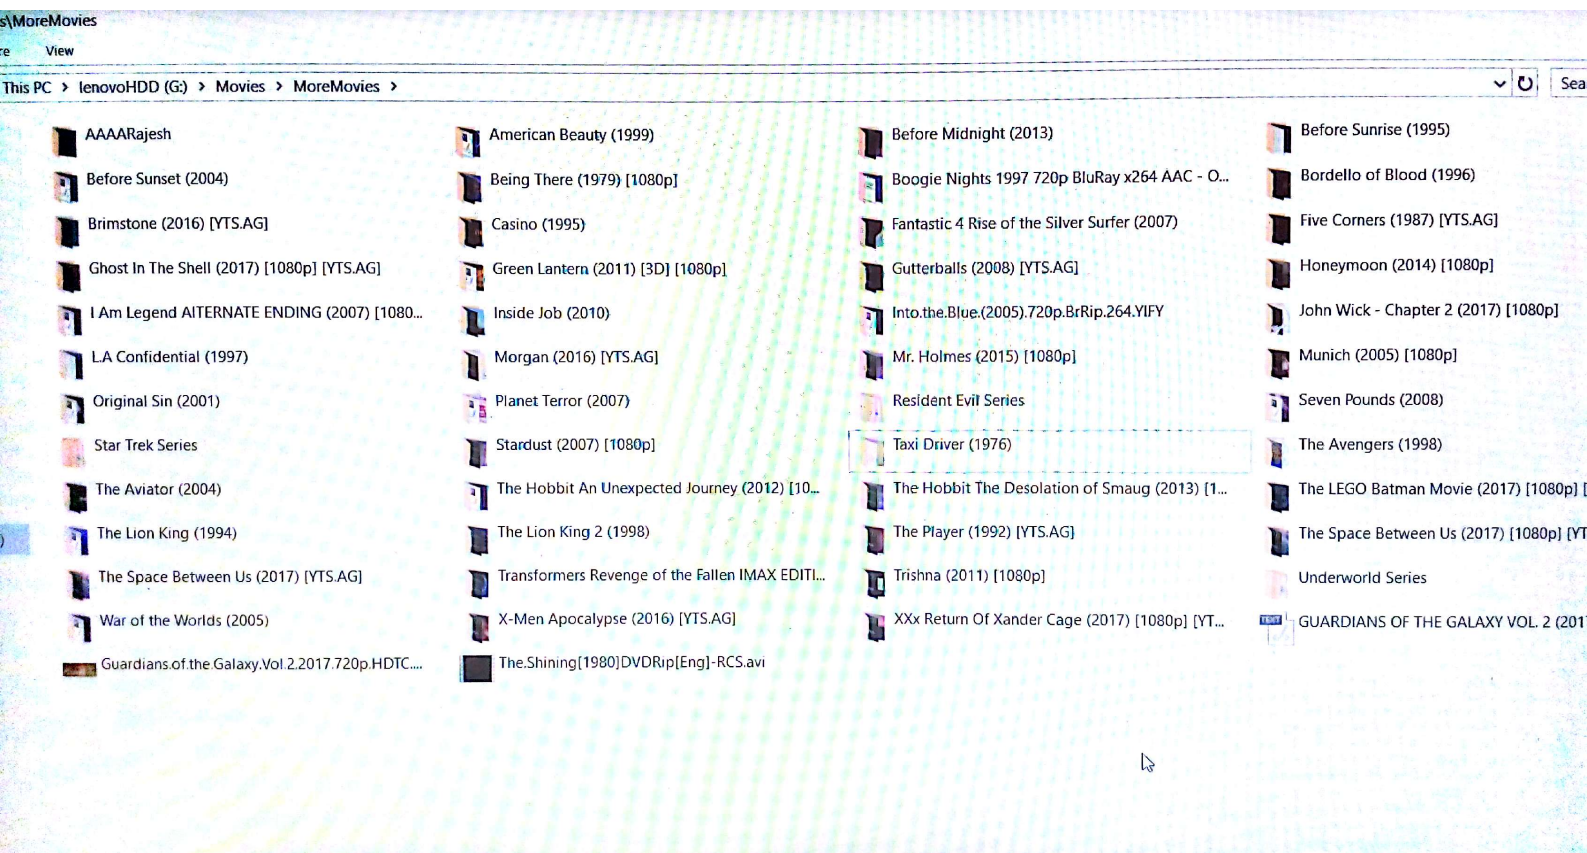 s\MoreMovies
re View
This PC > lenovoHDD (G:) > Movies > MoreMovies > Sea
AAAARajesh American Beauty (1999) Before Midnight (2013) Before Sunrise (1995)
Before Sunset (2004) Being There (1979) [1080p] Boogie Nights 1997 720p BluRay x264 AAC - O... Bordello of Blood (1996)
Brimstone (2016) [YTS.AG] Casino (1995) Fantastic 4 Rise of the Silver Surfer (2007) Five Corners (1987) [YTS.AG]
Ghost In The Shell (2017) [1080p] [YTS.AG] Green Lantern (2011) [3D] [1080p] Gutterballs (2008) [YTS.AG] Honeymoon (2014) [1080p]
I Am Legend AlTERNATE ENDING (2007) [1080... Inside Job (2010) Into.the.Blue.(2005).720p.BrRip.264.YIFY John Wick - Chapter 2 (2017) [1080p]
L.A Confidential (1997) Morgan (2016) [YTS.AG] Mr. Holmes (2015) [1080p] Munich (2005) [1080p]
Original Sin (2001) Planet Terror (2007) Resident Evil Series Seven Pounds (2008)
Star Trek Series Stardust (2007) [1080p] Taxi Driver (1976) The Avengers (1998)
The Aviator (2004) The Hobbit An Unexpected Journey (2012) [10... The Hobbit The Desolation of Smaug (2013) [1... The LEGO Batman Movie (2017) [1080p] [
) The Lion King (1994) The Lion King 2 (1998) The Player (1992) [YTS.AG] The Space Between Us (2017) [1080p] [YT
The Space Between Us (2017) [YTS.AG] Transformers Revenge of the Fallen IMAX EDITI... Trishna (2011) [1080p] Underworld Series
War of the Worlds (2005) X-Men Apocalypse (2016) [YTS.AG] XXx Return Of Xander Cage (2017) [1080p] [YT... TEXT GUARDIANS OF THE GALAXY VOL. 2 (201
Guardians.of.the.Galaxy.Vol.2.2017.720p.HDTC.... The.Shining[1980]DVDRip[Eng]-RCS.avi